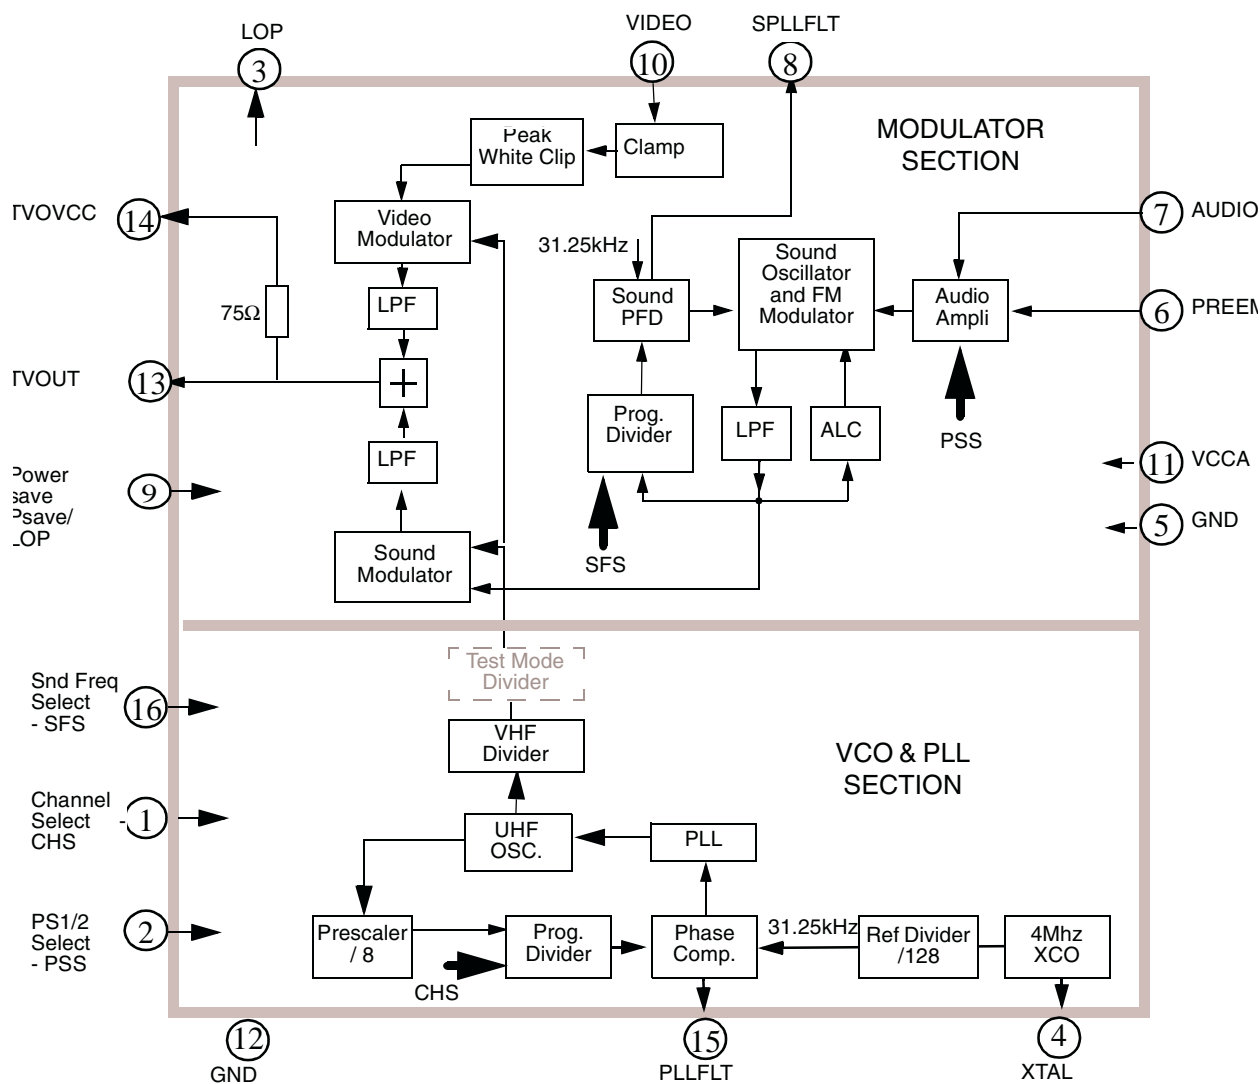 LOP
3
VIDEO
10
SPLLFLT
8
MODULATOR
SECTION
Peak
White Clip
Clamp
TVOVCC
14
Video
Modulator
31.25kHz
Sound
Oscillator
and FM
Modulator
7
AUDIO
75Ω
LPF
Sound
PFD
Audio
Ampli
6
PREEM
TVOUT
13
+
Prog.
Divider
LPF
ALC
PSS
LPF
11
VCCA
Power
save
Psave/
LOP
9
5
GND
Sound
Modulator
SFS
Snd Freq
Select
- SFS
16
Test Mode
Divider
VHF
Divider
VCO & PLL
SECTION
Channel
Select -
CHS
1
UHF
OSC.
PLL
PS1/2
Select
- PSS
2
Prescaler
/ 8
CHS
Prog.
Divider
Phase
Comp.
31.25kHz
Ref Divider
/128
4Mhz
XCO
12
GND
15
PLLFLT
4
XTAL